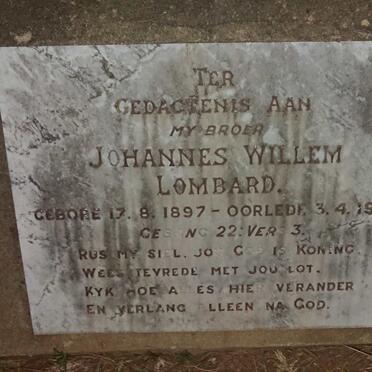 TER
GEDAGTENIS AAN
MY BROER
JOHANNES WILLEM
LOMBARD.
GEBORE 17. 8. 1897 – OORLEDE 3. 4. 19
GESANG 22: VERS 3.
RUS MY SIEL, JOU GOD IS KONING,
WEES TEVREDE MET JOU LOT.
KYK HOE ALLES HIER VERANDER
EN VERLANG ALLEEN NA GOD.